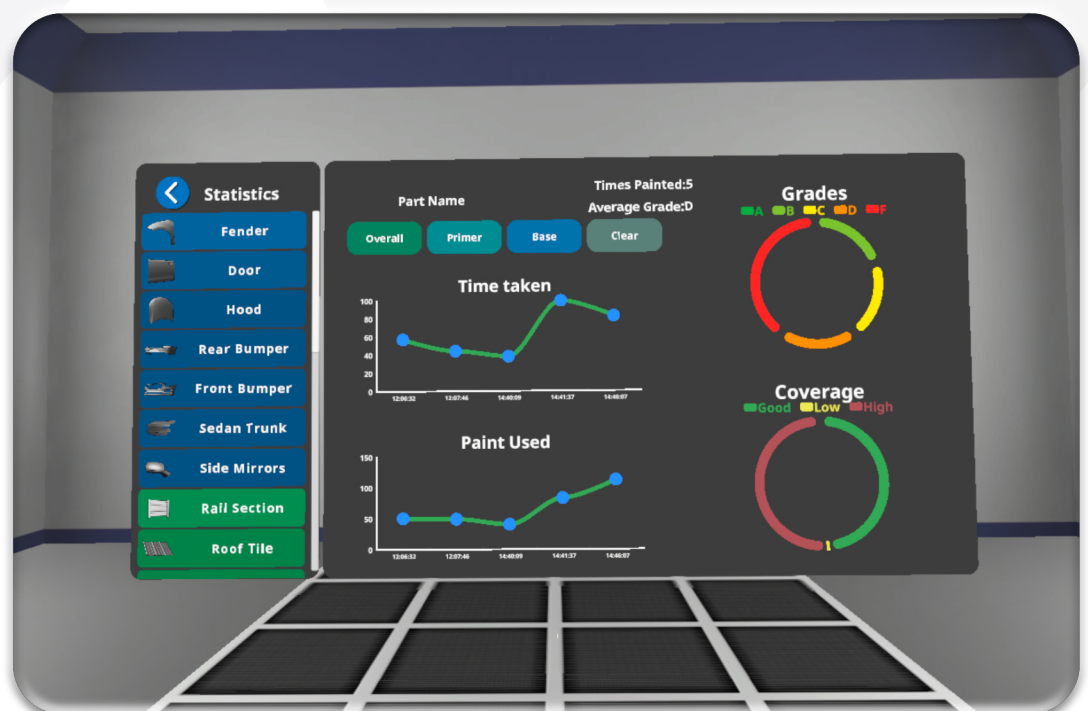 Statistics
Fender
Door
Hood
Rear Bumper
Front Bumper
Sedan Trunk
Side Mirrors
Rail Section
Roof Tile
Part Name
Times Painted:5
Average Grade:D
Overall
Primer
Base
Clear
Time taken
100
80
60
40
20
0
12:06:32
12:07:46
14:40:09
14:41:37
14:46:07
Paint Used
150
100
50
0
12:06:32
12:07:46
14:40:09
14:41:37
14:46:07
Grades
A B C D F
Coverage
Good Low High